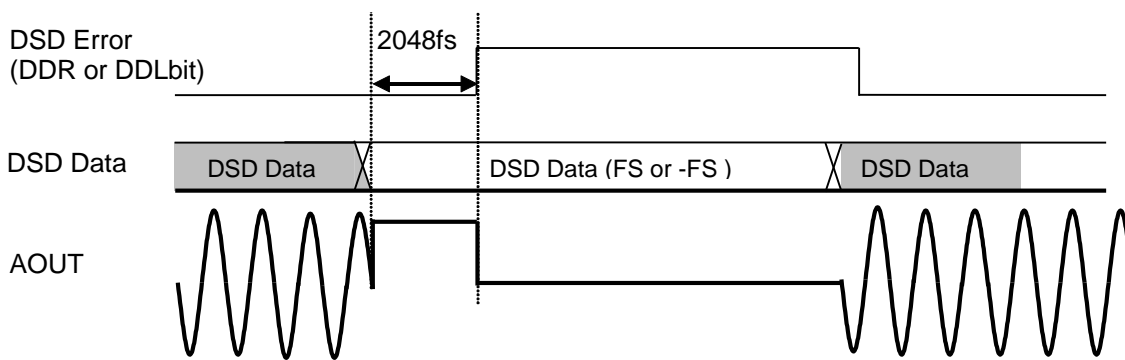 DSD Error
(DDR or DDLbit)
2048fs
DSD Data
DSD Data
DSD Data (FS or -FS )
DSD Data
AOUT